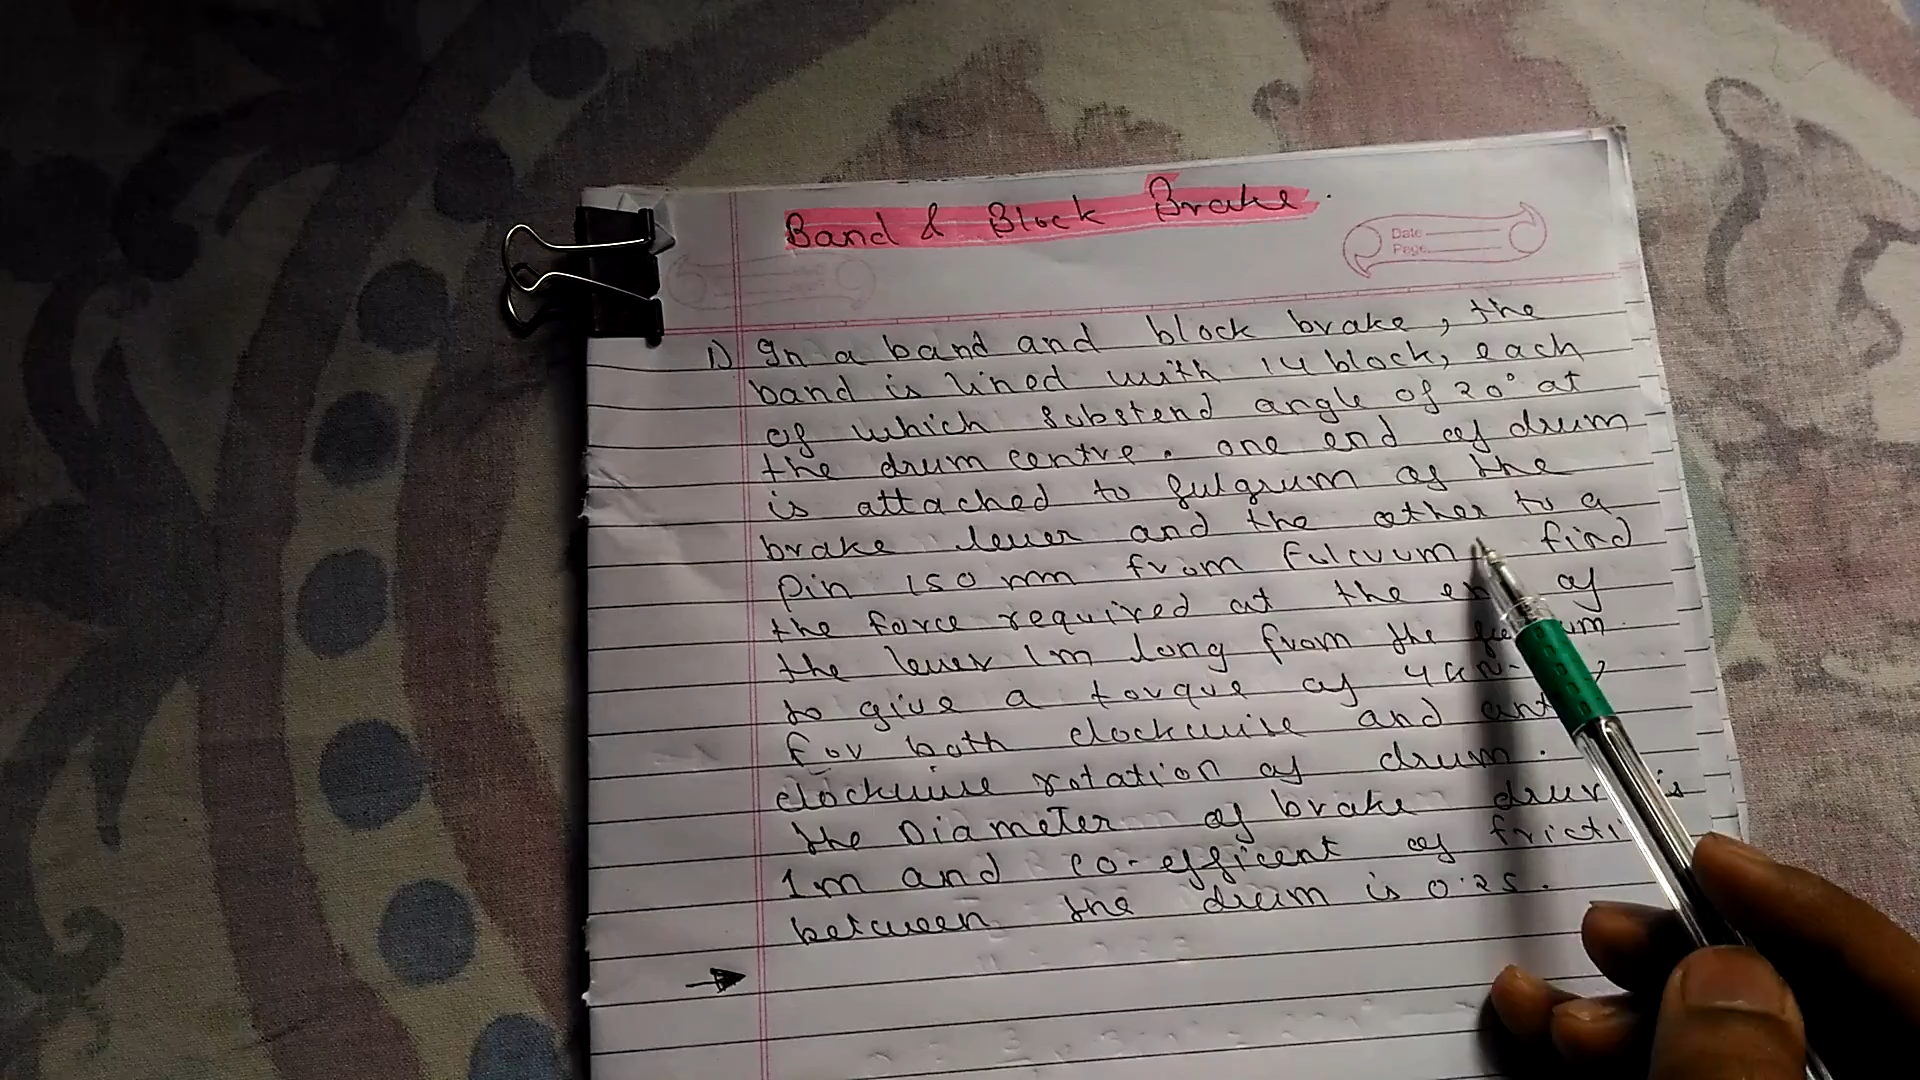 Band & Block Brake.
Date
Page
1) In a band and block brake, the
band is lined with 14 block, each
of which substend angle of 20° at
the drum centre. one end of drum
is attached to fulgrum of the
brake lever and the other to a
pin 150 mm from fulcrum find
the force required at the of
the lever 1m long from the
to give a torque of
for both clockwise and
clockwise rotation of drum.
the Diameter of brake is
1m and co-efficent of
between the drum is 0.25.